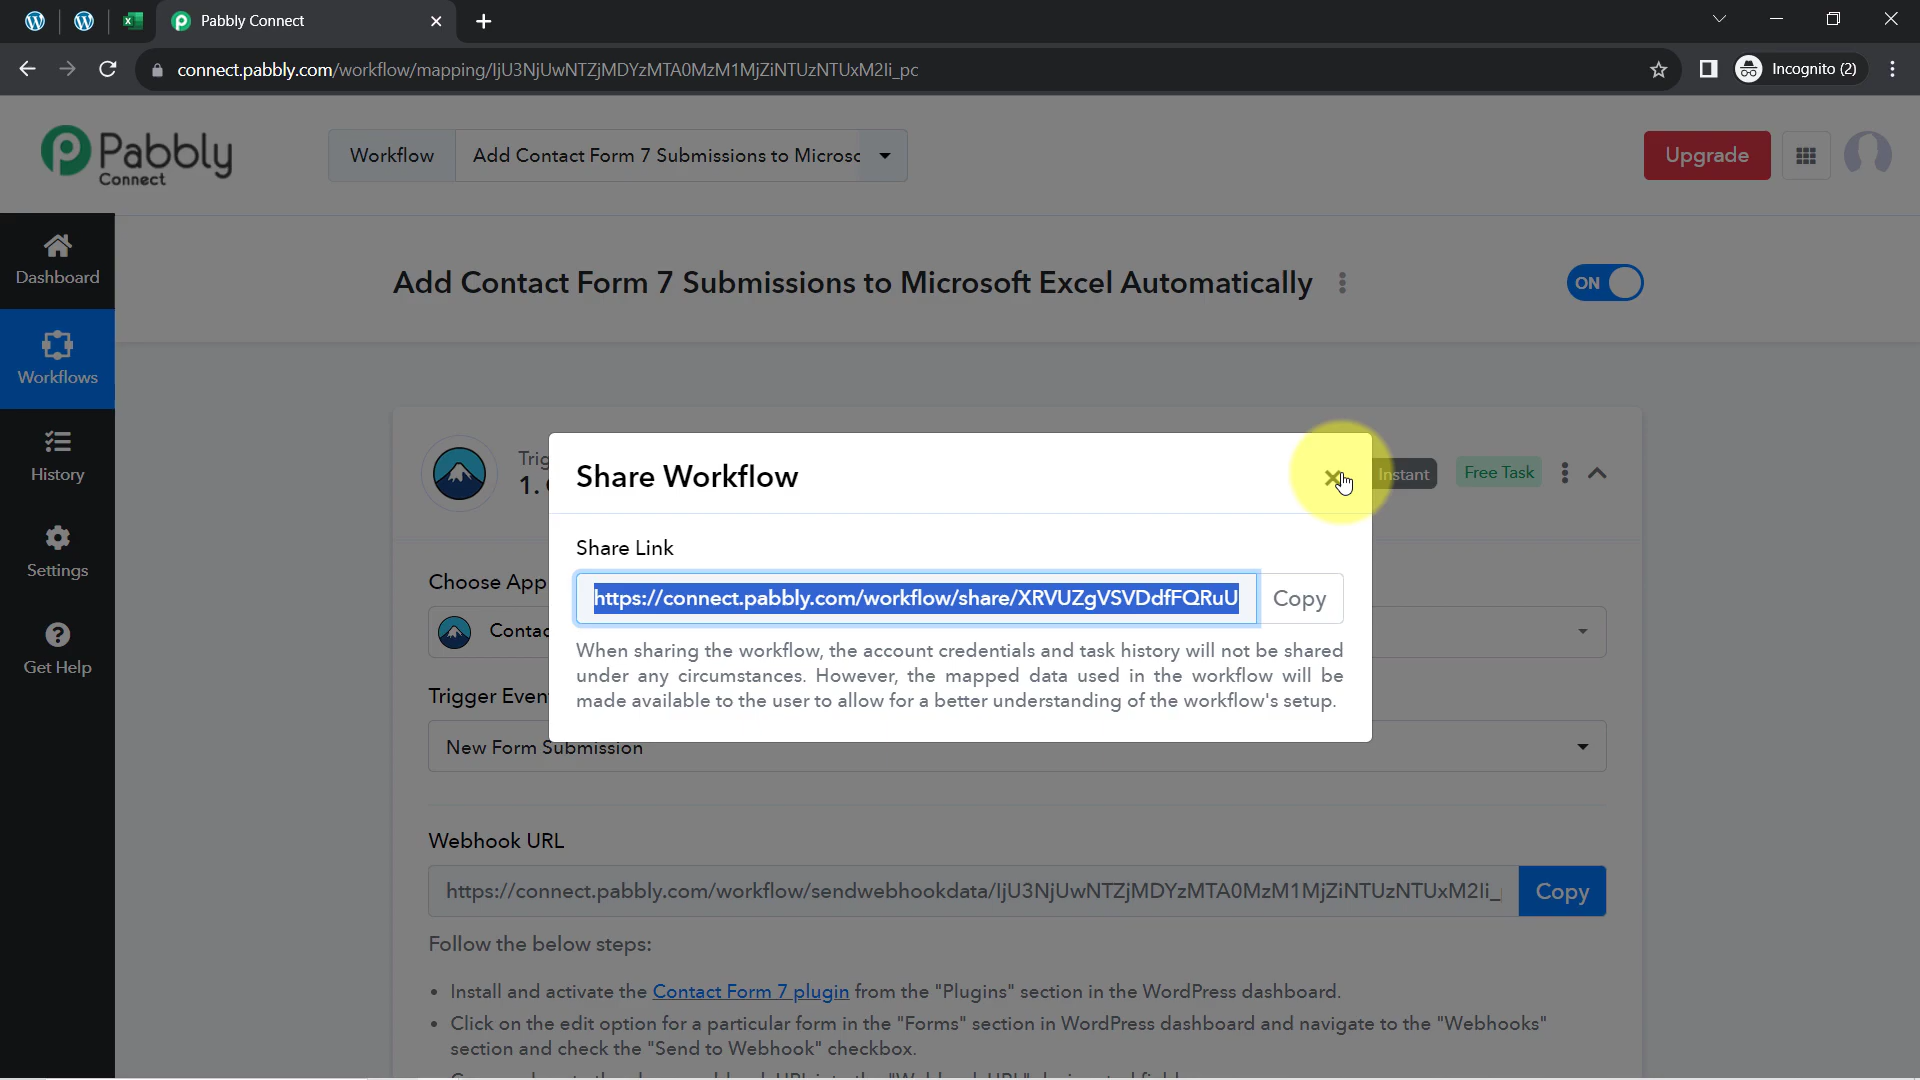 Pabbly Connect
connect.pabbly.com/workflow/mapping/IjU3NjUwNTZjMDYzMTA0MzM1MjZiNTUzNTUxM2Ii_pc
Incognito (2)
Pabbly
Connect
Workflow
Add Contact Form 7 Submissions to Microsc
Upgrade
Dashboard
Add Contact Form 7 Submissions to Microsoft Excel Automatically
ON
Workflows
History
Settings
Get Help
Trig
1.
Instant
Free Task
Share Workflow
Share Link
https://connect.pabbly.com/workflow/share/XRVUZgVSVDdfFQRuU
Copy
When sharing the workflow, the account credentials and task history will not be shared
under any circumstances. However, the mapped data used in the workflow will be
made available to the user to allow for a better understanding of the workflow's setup.
Choose App
Contac
Trigger Even
New Form Submission
Webhook URL
https://connect.pabbly.com/workflow/sendwebhookdata/IjU3NjUwNTZjMDYzMTA0MzM1MjZiNTUzNTUxM2Ii_
Copy
Follow the below steps:
• Install and activate the Contact Form 7 plugin from the "Plugins" section in the WordPress dashboard.
• Click on the edit option for a particular form in the "Forms" section in WordPress dashboard and navigate to the "Webhooks"
section and check the "Send to Webhook" checkbox.